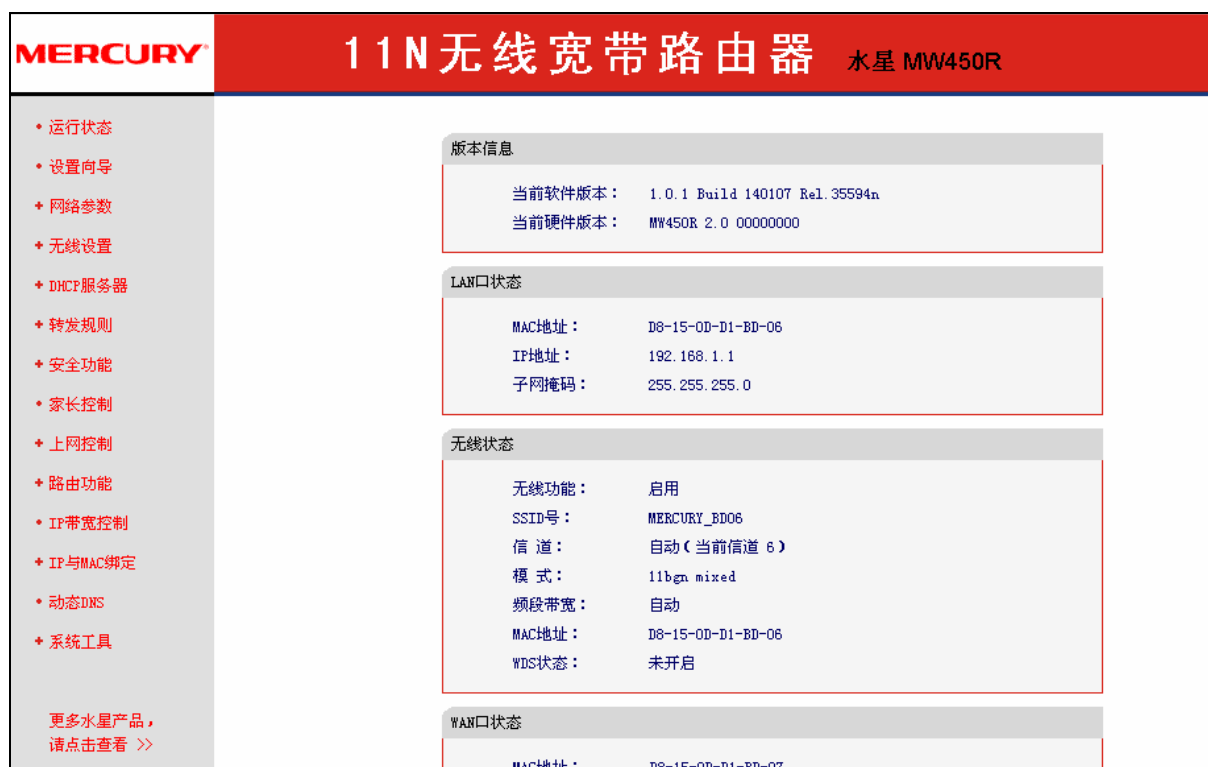 MERCURY
11N无线宽带路由器 水星 MW450R
运行状态
设置向导
网络参数
无线设置
DHCP服务器
转发规则
安全功能
家长控制
上网控制
路由功能
IP带宽控制
IP与MAC绑定
动态DNS
系统工具
更多水星产品，
请点击查看 >>
版本信息
当前软件版本： 1.0.1 Build 140107 Rel.35594n
当前硬件版本： MW450R 2.0 00000000
LAN口状态
MAC地址： D8-15-0D-D1-BD-06
IP地址： 192.168.1.1
子网掩码： 255.255.255.0
无线状态
无线功能： 启用
SSID号： MERCURY_BD06
信 道： 自动（当前信道 6）
模 式： 11bgn mixed
频段带宽： 自动
MAC地址： D8-15-0D-D1-BD-06
WDS状态： 未开启
WAN口状态
MAC地址： D8-15-0D-D1-BD-07